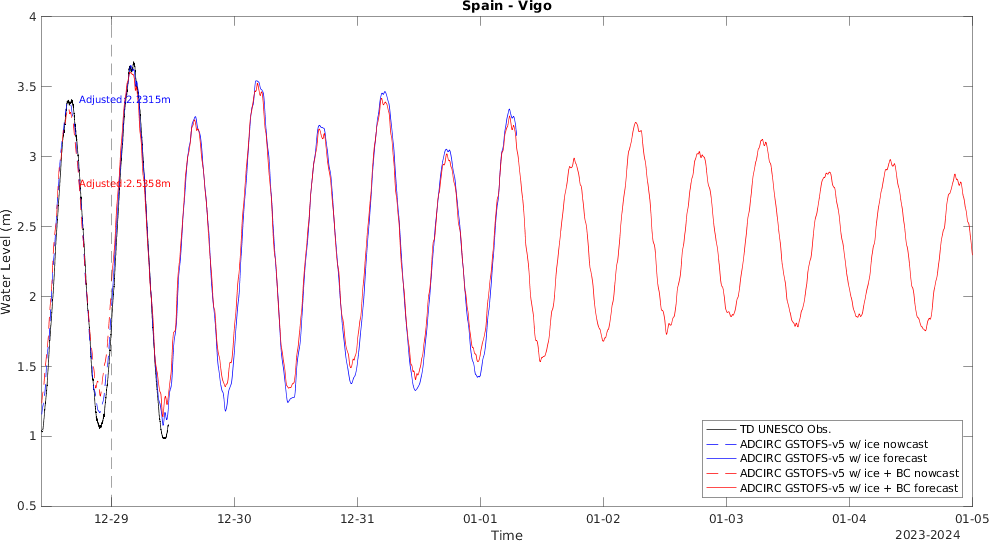 Spain - Vigo
4
3.5
3
2.5
2
1.5
1
0.5
Water Level (m)
Adjusted:2.2315m
Adjusted:2.5358m
TD UNESCO Obs.
ADCIRC GSTOFS-v5 w/ ice nowcast
ADCIRC GSTOFS-v5 w/ ice forecast
ADCIRC GSTOFS-v5 w/ ice + BC nowcast
ADCIRC GSTOFS-v5 w/ ice + BC forecast
12-29 12-30 12-31 01-01 01-02 01-03 01-04 01-05
Time
2023-2024